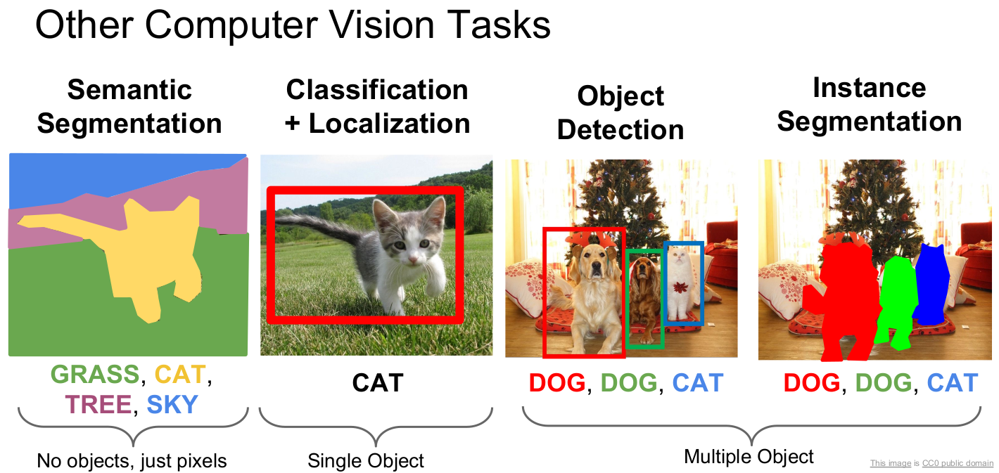 Other Computer Vision Tasks
Semantic
Segmentation
Classification
+ Localization
Object
Detection
Instance
Segmentation
GRASS, CAT,
TREE, SKY
CAT
DOG, DOG, CAT
DOG, DOG, CAT
No objects, just pixels
Single Object
Multiple Object
This image is CC0 public domain